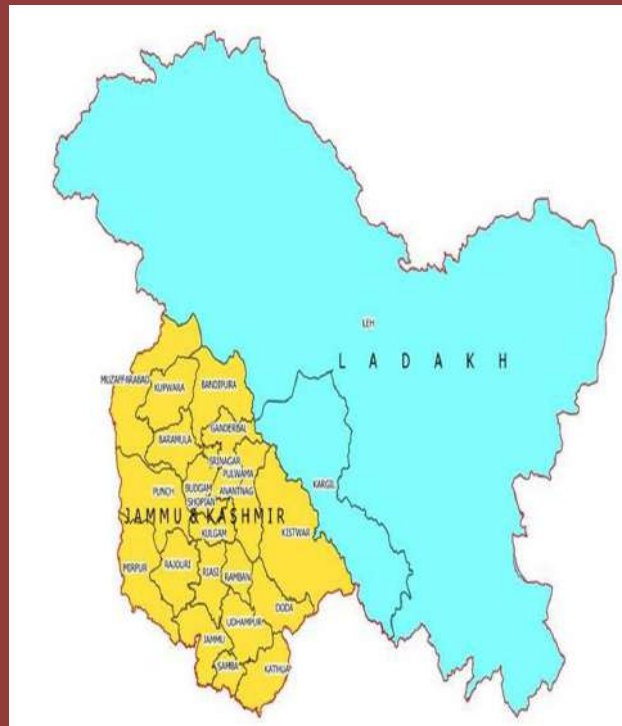 LEH
LADAKH
MUZAFFARABAD
KUPWARA
BANDIPURA
GANDERBAL
BARAMULA
SRINAGAR
PULWAMA
KARGIL
PUNCH
BUDGAM
ANANTNAG
SHOPIAN
JAMMU & KASHMIR
KULGAM
KISTWAR
MIRPUR
RAJOURI
RIASI
RAMBAN
DODA
UDHAMPUR
JAMMU
SAMBA
KATHUA